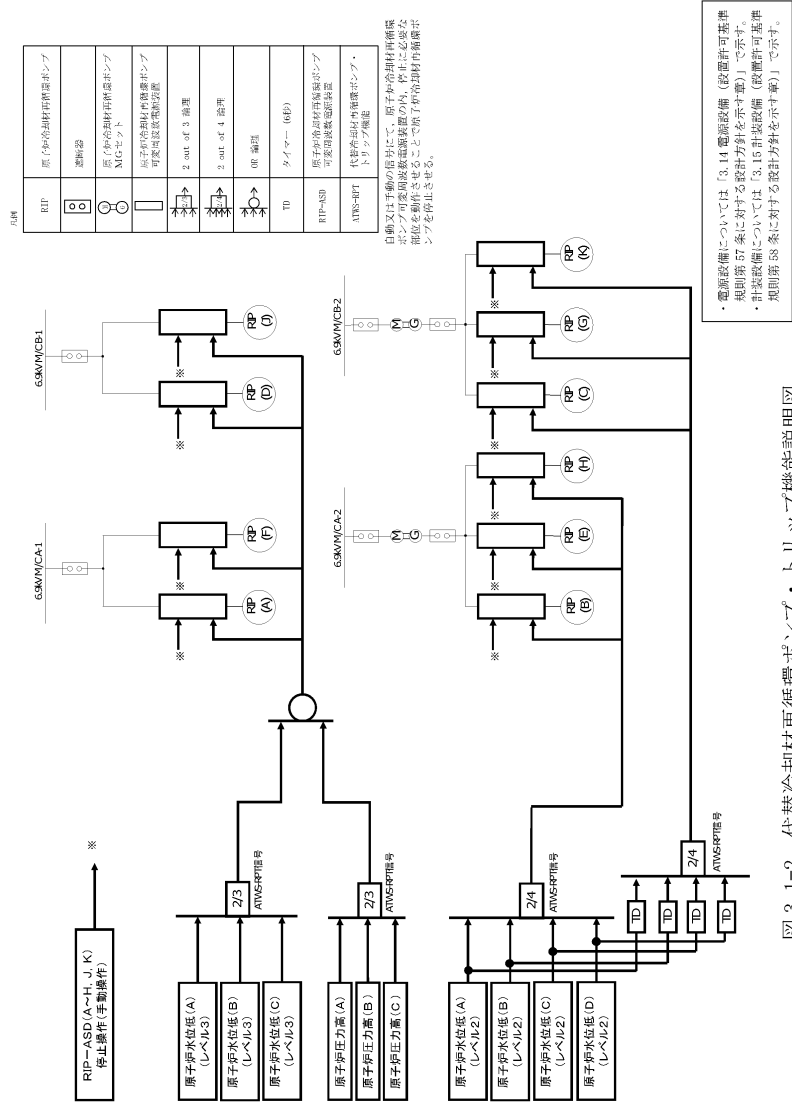 RIP-ASD(A~H, J, K)
停止操作(手動操作)
※
原子炉水位低(A)
(レベル3)
原子炉水位低(B)
(レベル3)
原子炉水位低(C)
(レベル3)
2/3
ATWS-RPT信号
原子炉圧力高(A)
原子炉圧力高(B)
原子炉圧力高(C)
2/3
ATWS-RPT信号
原子炉水位低(A)
(レベル2)
原子炉水位低(B)
(レベル2)
原子炉水位低(C)
(レベル2)
原子炉水位低(D)
(レベル2)
2/4
ATWS-RPT信号
TD
TD
TD
TD
2/4
ATWS-RPT信号
6.9kV M/C A-1
※
※
RIP
(A)
RIP
(F)
6.9kV M/C B-1
※
※
RIP
(D)
RIP
(J)
6.9kV M/C A-2
M
G
※
※
※
RIP
(B)
RIP
(E)
RIP
(H)
6.9kV M/C B-2
M
G
※
※
※
RIP
(C)
RIP
(G)
RIP
(K)
凡例
RIP
原子炉冷却材再循環ポンプ
遮断器
M
G
原子炉冷却材再循環ポンプ
MGセット
原子炉冷却材再循環ポンプ
可変周波数電源装置
2/3
2 out of 3 論理
2/4
2 out of 4 論理
OR 論理
TD
タイマー (6秒)
RIP-ASD
原子炉冷却材再循環ポンプ
可変周波数電源装置
ATWS-RPT
代替冷却材再循環ポンプ・
トリップ機能
自動又は手動の信号にて、原子炉冷却材再循環
ポンプ可変周波数電源装置の内、停止に必要な
部位を動作させることで原子炉冷却材再循環ポ
ンプを停止させる。
・電源設備については「3.14 電源設備(設置許可基準
規則第 57 条に対する設計方針を示す章)」で示す。
・計装設備については「3.15 計装設備(設置許可基準
規則第 58 条に対する設計方針を示す章)」で示す。
図 3.1-2 代替冷却材再循環ポンプ・トリップ機能説明図